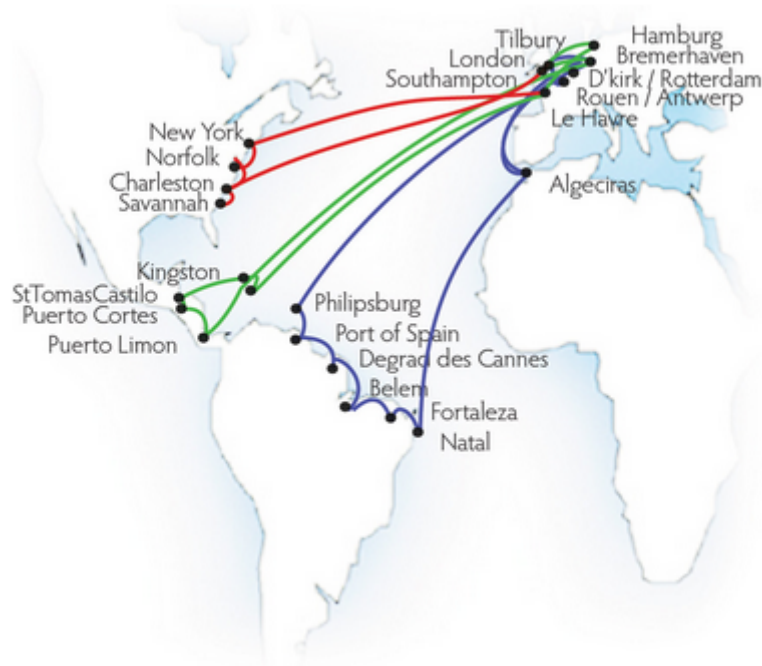 Tilbury
Hamburg
London
Bremerhaven
Southampton
D'kirk / Rotterdam
Rouen / Antwerp
Le Havre
New York
Norfolk
Charleston
Algeciras
Savannah
Kingston
StTomasCastilo
Philipsburg
Puerto Cortes
Port of Spain
Puerto Limon
Degrad des Cannes
Belem
Fortaleza
Natal